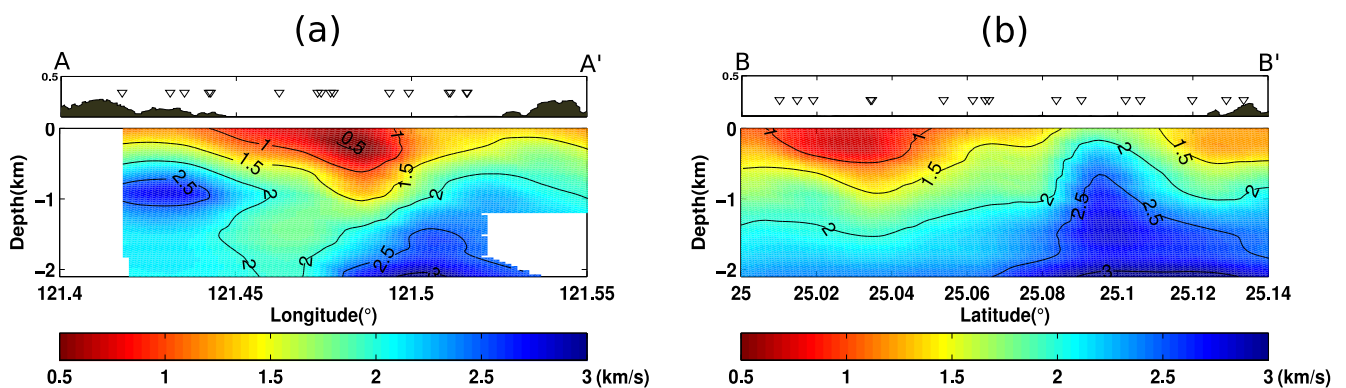 (a)
A A'
0.5
0
−1
−2
Depth(km)
1 1.5 0.5 1 1.5 2 2 2.5 2 2 2.5 3
121.4 121.45 121.5 121.55
Longitude(°)
0.5 1 1.5 2 2.5 3 (km/s)
(b)
B B'
0.5
0
−1
−2
Depth(km)
1 1 1.5 2 2 2 2.5 2.5 1.5 2 3
25 25.02 25.04 25.06 25.08 25.1 25.12 25.14
Latitude(°)
0.5 1 1.5 2 2.5 3 (km/s)